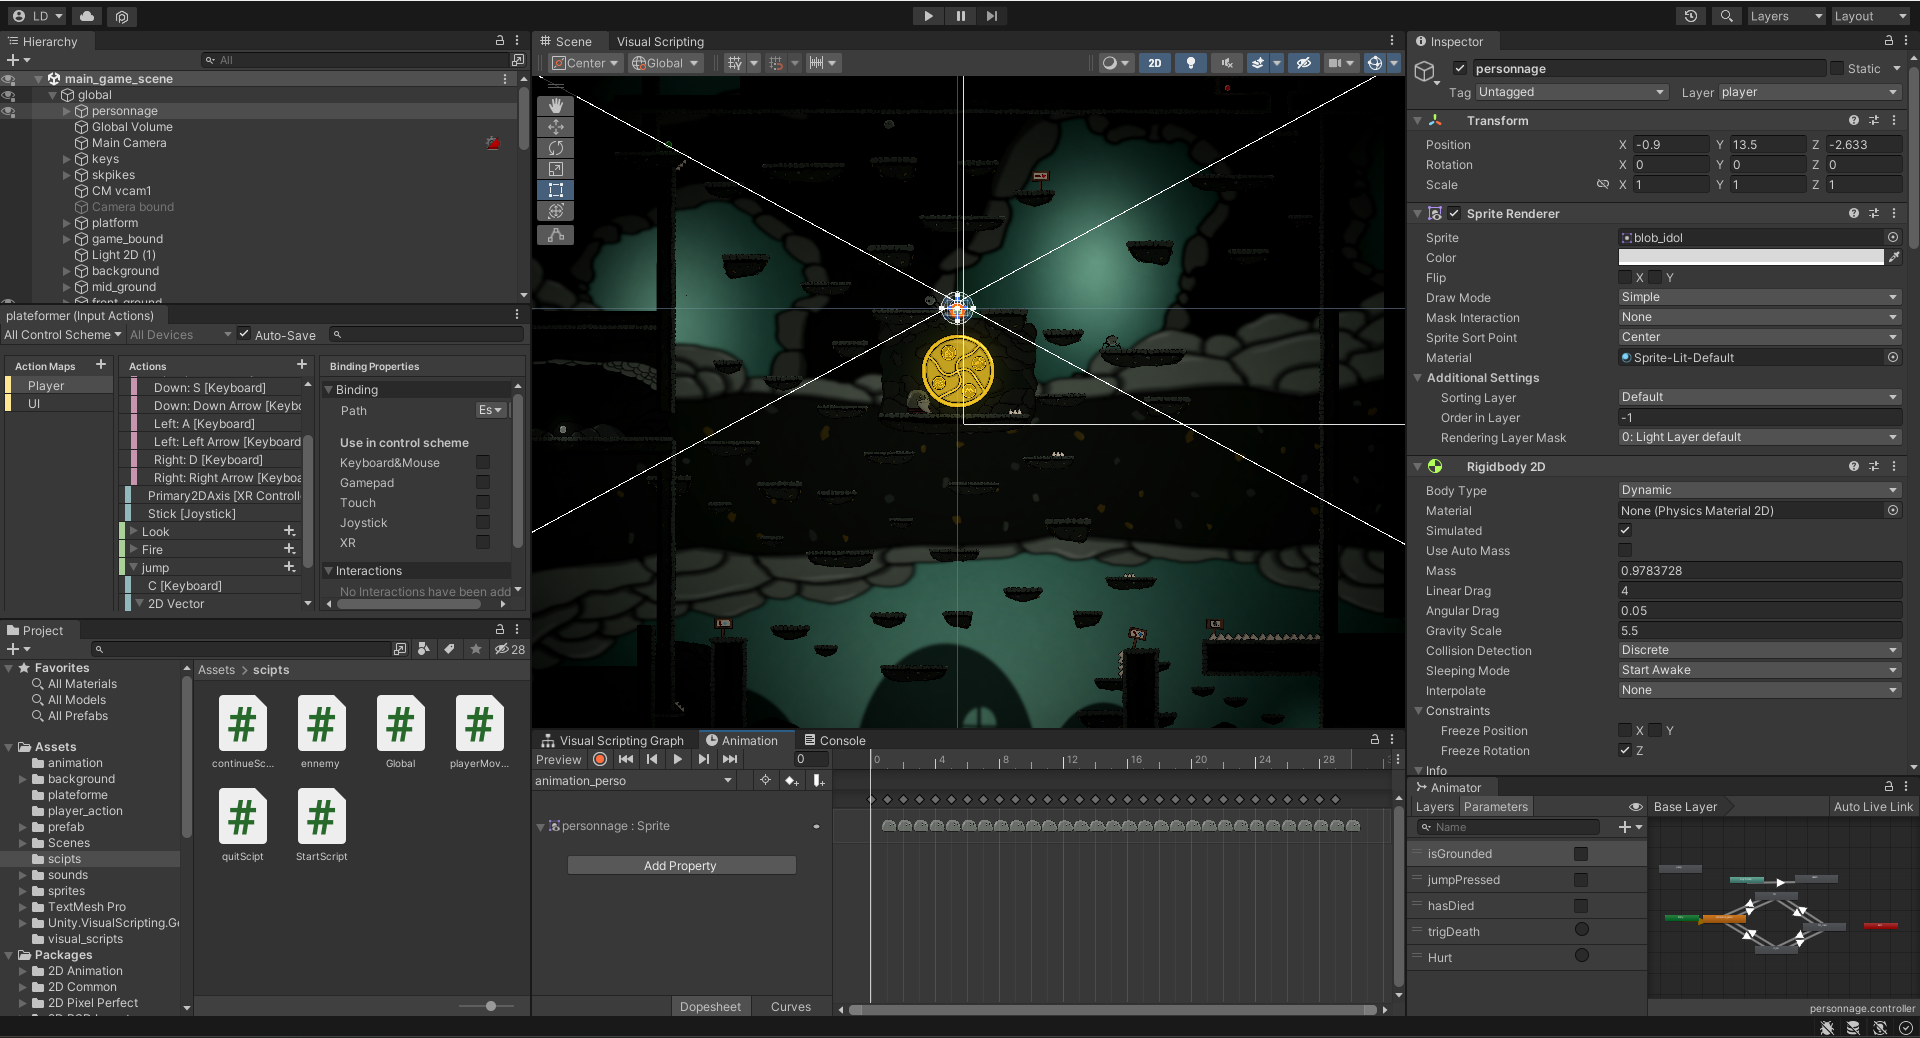 LD
Layers
Layout
Hierarchy
All
main_game_scene
global
personnage
Global Volume
Main Camera
keys
skpikes
CM vcam1
Camera bound
platform
game_bound
Light 2D (1)
background
mid_ground
front_ground
plateformer (Input Actions)
All Control Scheme
All Devices
Auto-Save
Action Maps
Player
UI
Actions
Down: S [Keyboard]
Down: Down Arrow [Keybo
Left: A [Keyboard]
Left: Left Arrow [Keyboard
Right: D [Keyboard]
Right: Right Arrow [Keyboa
Primary2DAxis [XR Controll
Stick [Joystick]
Look
Fire
jump
C [Keyboard]
2D Vector
Binding Properties
Binding
Path
Es
Use in control scheme
Keyboard&Mouse
Gamepad
Touch
Joystick
XR
Interactions
No Interactions have been add
Project
28
Favorites
All Materials
All Models
All Prefabs
Assets
animation
background
plateforme
player_action
prefab
Scenes
scipts
sounds
sprites
TextMesh Pro
Unity.VisualScripting.Ge
visual_scripts
Packages
2D Animation
2D Common
2D Pixel Perfect
Assets > scipts
continueSc...
ennemy
Global
playerMov...
quitScipt
StartScript
Scene
Visual Scripting
Center
Global
2D
Visual Scripting Graph
Animation
Console
Preview
0
0 4 8 12 16 20 24 28
animation_perso
personnage : Sprite
Add Property
Dopesheet
Curves
Inspector
personnage
Static
Tag Untagged
Layer player
Transform
Position X -0.9 Y 13.5 Z -2.633
Rotation X 0 Y 0 Z 0
Scale X 1 Y 1 Z 1
Sprite Renderer
Sprite blob_idol
Color
Flip X Y
Draw Mode Simple
Mask Interaction None
Sprite Sort Point Center
Material Sprite-Lit-Default
Additional Settings
Sorting Layer Default
Order in Layer -1
Rendering Layer Mask 0: Light Layer default
Rigidbody 2D
Body Type Dynamic
Material None (Physics Material 2D)
Simulated
Use Auto Mass
Mass 0.9783728
Linear Drag 4
Angular Drag 0.05
Gravity Scale 5.5
Collision Detection Discrete
Sleeping Mode Start Awake
Interpolate None
Constraints
Freeze Position X Y
Freeze Rotation Z
Info
Animator
Layers
Parameters
Base Layer
Auto Live Link
Name
isGrounded
jumpPressed
hasDied
trigDeath
Hurt
personnage.controller